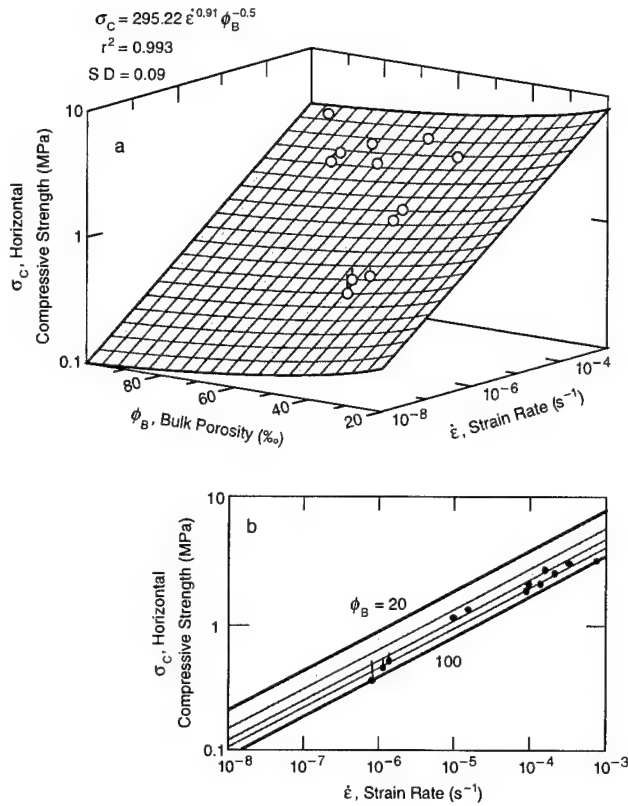 σC = 295.22 ε̇^0.91 ϕB^-0.5
r² = 0.993
SD = 0.09
10
a
1
σC, Horizontal
Compressive Strength (MPa)
0.1
80
60
40
20
ϕB, Bulk Porosity (‰)
10⁻⁸
10⁻⁶
10⁻⁴
ε̇, Strain Rate (s⁻¹)
10
b
ϕB = 20
1
σC, Horizontal
Compressive Strength (MPa)
100
0.1
10⁻⁸
10⁻⁷
10⁻⁶
10⁻⁵
10⁻⁴
10⁻³
ε̇, Strain Rate (s⁻¹)